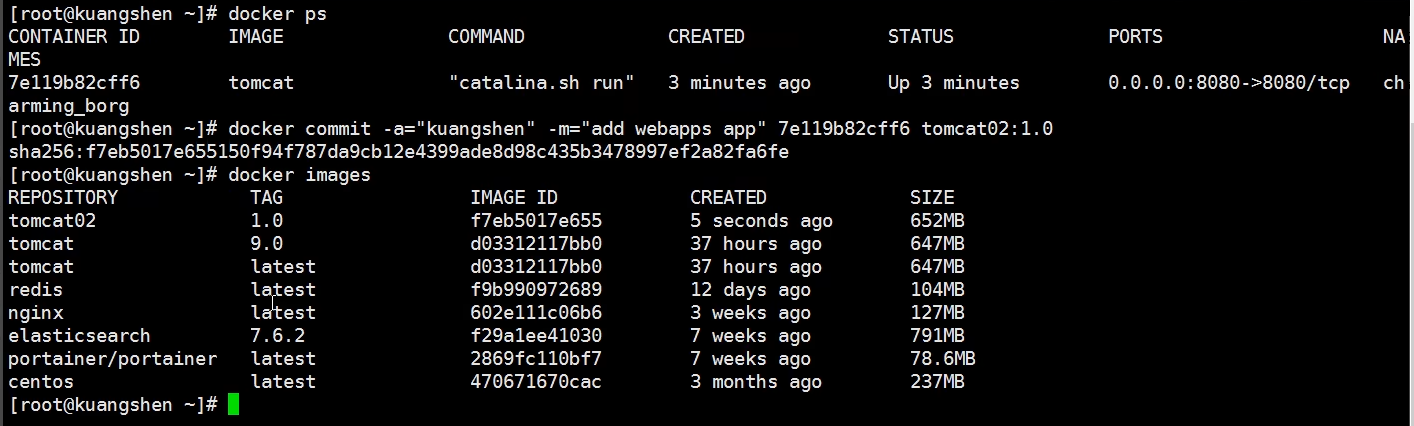 [root@kuangshen ~]# docker ps
CONTAINER ID        IMAGE               COMMAND             CREATED             STATUS              PORTS                    NA
MES
7e119b82cff6        tomcat              "catalina.sh run"   3 minutes ago       Up 3 minutes        0.0.0.0:8080->8080/tcp   ch
arming_borg
[root@kuangshen ~]# docker commit -a="kuangshen" -m="add webapps app" 7e119b82cff6 tomcat02:1.0
sha256:f7eb5017e655150f94f787da9cb12e4399ade8d98c435b3478997ef2a82fa6fe
[root@kuangshen ~]# docker images
REPOSITORY            TAG                 IMAGE ID            CREATED             SIZE
tomcat02              1.0                 f7eb5017e655        5 seconds ago       652MB
tomcat                9.0                 d03312117bb0        37 hours ago        647MB
tomcat                latest              d03312117bb0        37 hours ago        647MB
redis                 latest              f9b990972689        12 days ago         104MB
nginx                 latest              602e111c06b6        3 weeks ago         127MB
elasticsearch         7.6.2               f29a1ee41030        7 weeks ago         791MB
portainer/portainer   latest              2869fc110bf7        7 weeks ago         78.6MB
centos                latest              470671670cac        3 months ago        237MB
[root@kuangshen ~]#